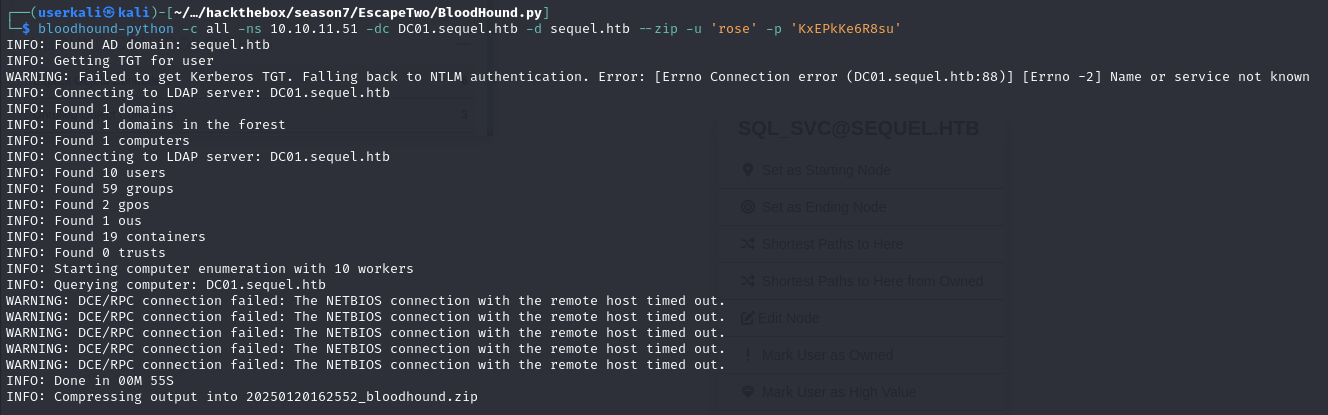 ┌──(userkali㉿kali)-[~/…/hackthebox/season7/EscapeTwo/BloodHound.py]
└─$ bloodhound-python -c all -ns 10.10.11.51 -dc DC01.sequel.htb -d sequel.htb --zip -u 'rose' -p 'KxEPkKe6R8su'
INFO: Found AD domain: sequel.htb
INFO: Getting TGT for user
WARNING: Failed to get Kerberos TGT. Falling back to NTLM authentication. Error: [Errno Connection error (DC01.sequel.htb:88)] [Errno -2] Name or service not known
INFO: Connecting to LDAP server: DC01.sequel.htb
INFO: Found 1 domains
INFO: Found 1 domains in the forest
INFO: Found 1 computers
INFO: Connecting to LDAP server: DC01.sequel.htb
INFO: Found 10 users
INFO: Found 59 groups
INFO: Found 2 gpos
INFO: Found 1 ous
INFO: Found 19 containers
INFO: Found 0 trusts
INFO: Starting computer enumeration with 10 workers
INFO: Querying computer: DC01.sequel.htb
WARNING: DCE/RPC connection failed: The NETBIOS connection with the remote host timed out.
WARNING: DCE/RPC connection failed: The NETBIOS connection with the remote host timed out.
WARNING: DCE/RPC connection failed: The NETBIOS connection with the remote host timed out.
WARNING: DCE/RPC connection failed: The NETBIOS connection with the remote host timed out.
WARNING: DCE/RPC connection failed: The NETBIOS connection with the remote host timed out.
INFO: Done in 00M 55S
INFO: Compressing output into 20250120162552_bloodhound.zip
3
SQL_SVC@SEQUEL.HTB
Set as Starting Node
Set as Ending Node
Shortest Paths to Here
Shortest Paths to Here from Owned
Edit Node
Mark User as Owned
Mark User as High Value